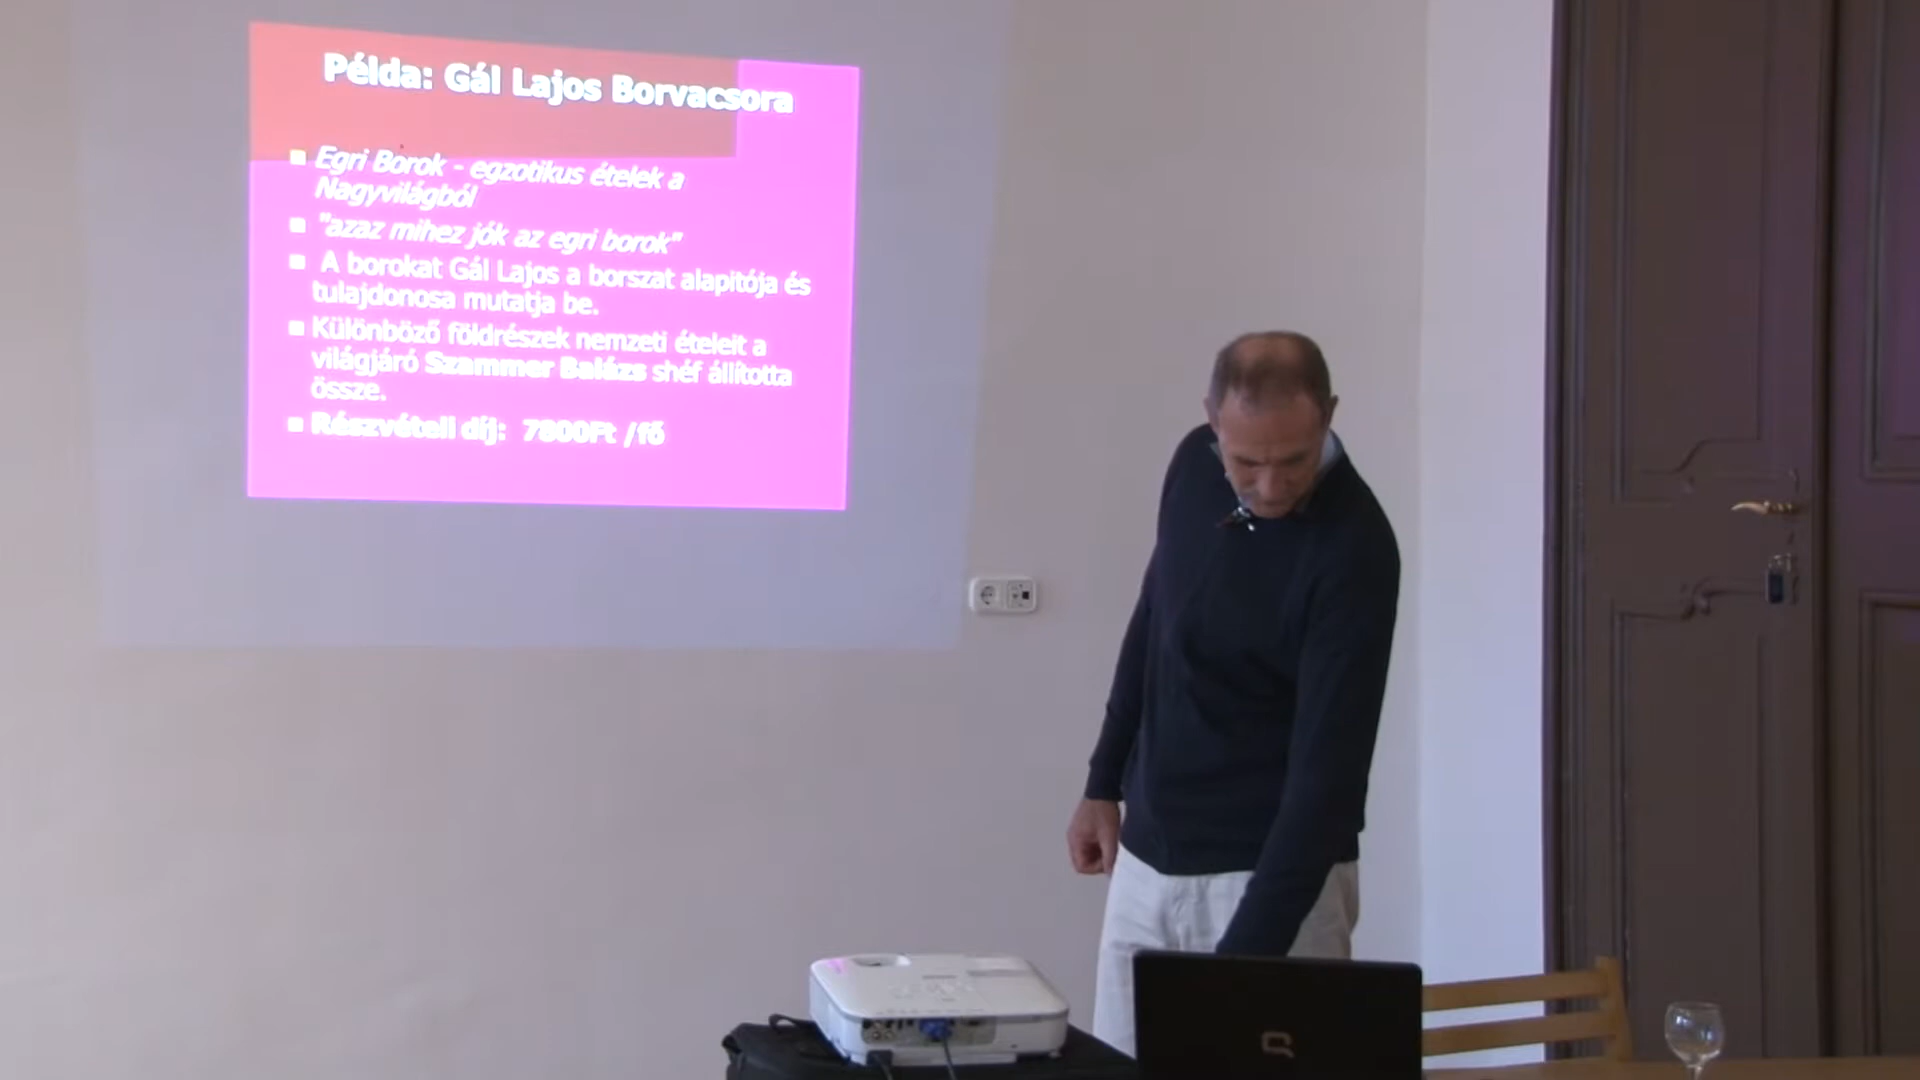 Példa: Gál Lajos Borvacsora
Egri Borok - egzotikus ételek a
Nagyvilágból
"azaz mihez jók az egri borok"
A borokat Gál Lajos a borszat alapitója és
tulajdonosa mutatja be.
Különböző földrészek nemzeti ételeit a
világjáró Szammer Balázs shéf állította
össze.
Részvételi díj: 7800Ft /fő